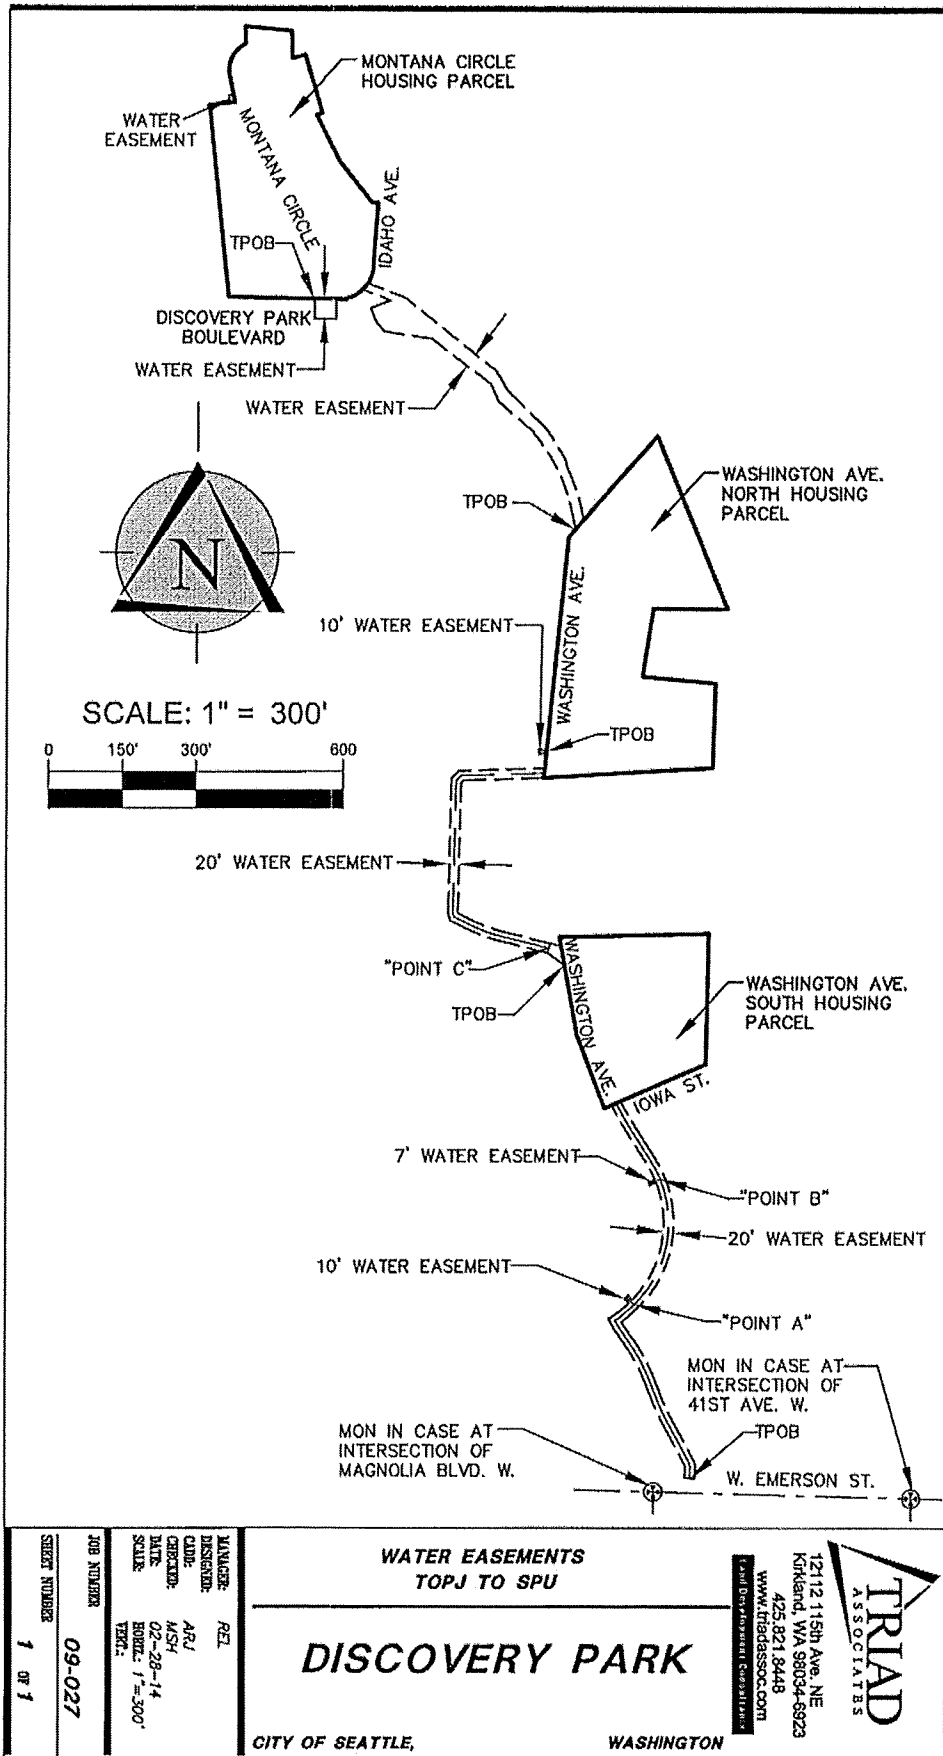 MONTANA CIRCLE
HOUSING PARCEL
WATER
EASEMENT
MONTANA CIRCLE
IDAHO AVE.
TPOB
DISCOVERY PARK
BOULEVARD
WATER EASEMENT
WATER EASEMENT
WASHINGTON AVE.
NORTH HOUSING
PARCEL
TPOB
N
WASHINGTON AVE.
10' WATER EASEMENT
SCALE: 1" = 300'
TPOB
0 150' 300' 600
20' WATER EASEMENT
"POINT C"
WASHINGTON AVE.
TPOB
WASHINGTON AVE.
SOUTH HOUSING
PARCEL
IOWA ST.
7' WATER EASEMENT
"POINT B"
20' WATER EASEMENT
10' WATER EASEMENT
"POINT A"
MON IN CASE AT
INTERSECTION OF
41ST AVE. W.
MON IN CASE AT
INTERSECTION OF
MAGNOLIA BLVD. W.
TPOB
W. EMERSON ST.
WATER EASEMENTS
TOPJ TO SPU
DISCOVERY PARK
CITY OF SEATTLE, WASHINGTON
TRIAD
ASSOCIATES
12112 115th Ave. NE
Kirkland, WA 98034-6923
425.821.8448
www.triadassoc.com
Land Development Consultants
MANAGER: REL
DESIGNED:
CADD: ARJ
CHECKED: MSH
DATE: 02-28-14
SCALE: HORIZ.: 1"=300'
VERT.:
JOB NUMBER
09-027
SHEET NUMBER
1 OF 1